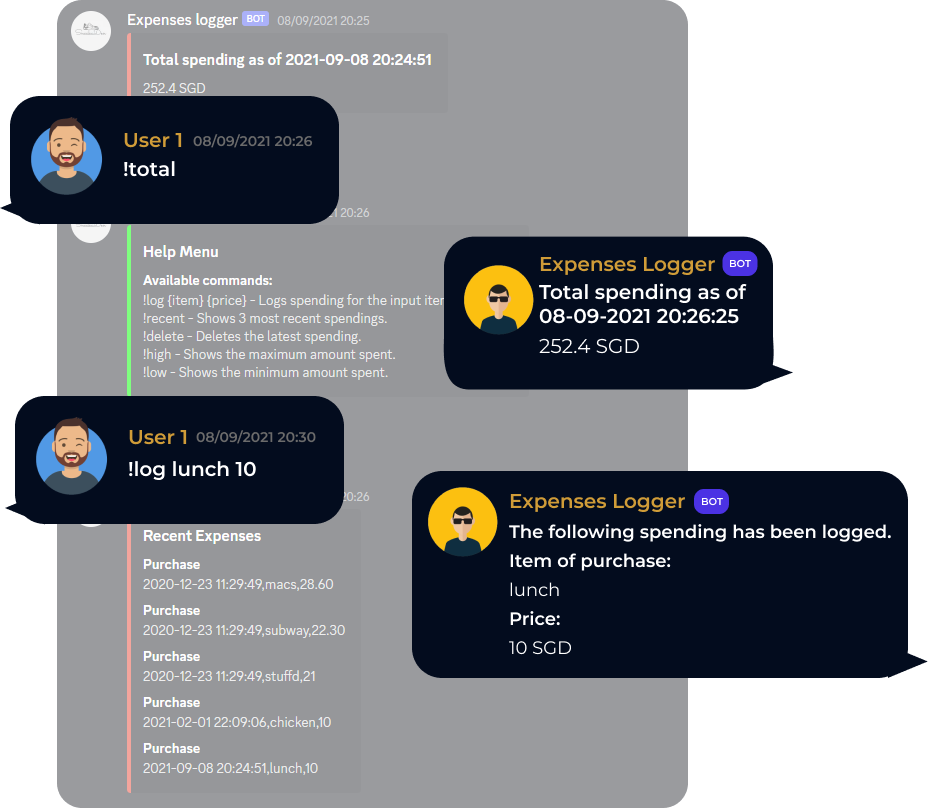 Expenses logger BOT 08/09/2021 20:25
Total spending as of 2021-09-08 20:24:51
252.4 SGD
User 1 08/09/2021 20:26
!total
21 20:26
Help Menu
Available commands:
!log {item} {price} - Logs spending for the input
!recent - Shows 3 most recent spendings.
!delete - Deletes the latest spending.
!high - Shows the maximum amount spent.
!low - Shows the minimum amount spent.
Expenses Logger BOT
Total spending as of
08-09-2021 20:26:25
252.4 SGD
User 1 08/09/2021 20:30
!log lunch 10
20:26
Recent Expenses
Purchase
2020-12-23 11:29:49,macs,28.60
Purchase
2020-12-23 11:29:49,subway,22.30
Purchase
2020-12-23 11:29:49,stuffd,21
Purchase
2021-02-01 22:09:06,chicken,10
Purchase
2021-09-08 20:24:51,lunch,10
Expenses Logger BOT
The following spending has been logged.
Item of purchase:
lunch
Price:
10 SGD